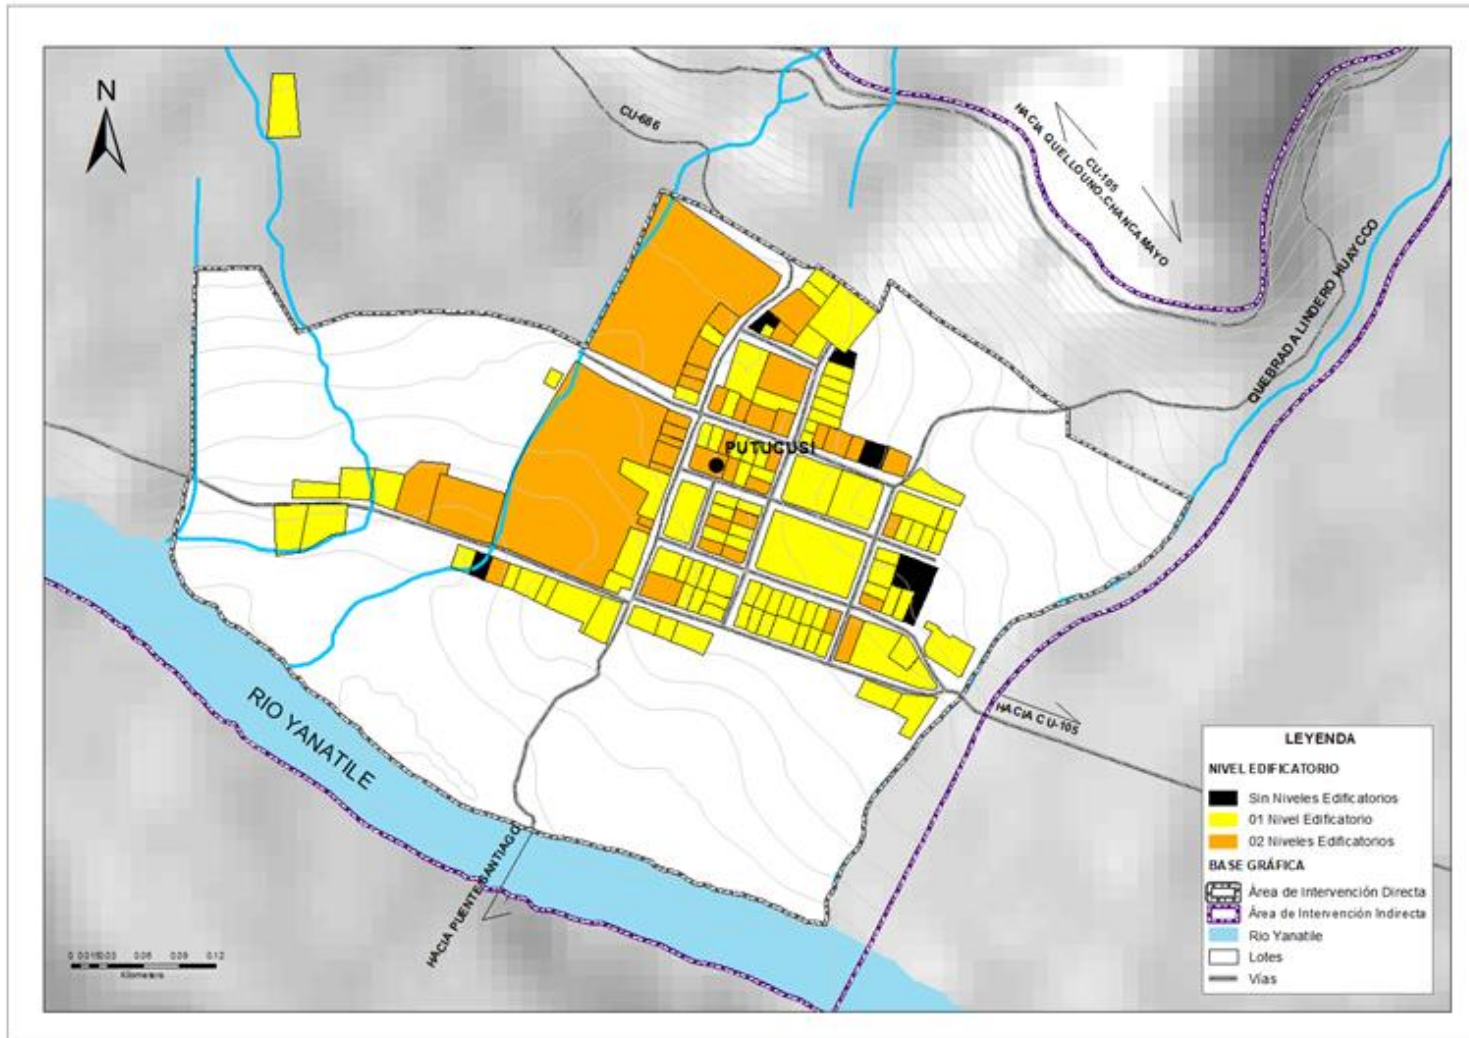 N
CU-686
CU-105
HACIA QUELLOUNO-CHANCAMAYO
QUEBRADA LINDERO HUAYCCO
PUTUCUSI
RIO YANATILE
HACIA CU-105
HACIA PUENTE SANTIAGO
0.06 0.09 0.12
Kilometers
LEYENDA
NIVEL EDIFICATORIO
Sin Niveles Edificatorios
01 Nivel Edificatorio
02 Niveles Edificatorios
BASE GRÁFICA
Área de Intervención Directa
Área de Intervención Indirecta
Rio Yanatile
Lotes
Vías